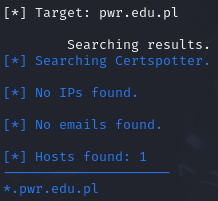 [*] Target: pwr.edu.pl
Searching results.
[*] Searching Certspotter.
[*] No IPs found.
[*] No emails found.
[*] Hosts found: 1
---------------------
*.pwr.edu.pl